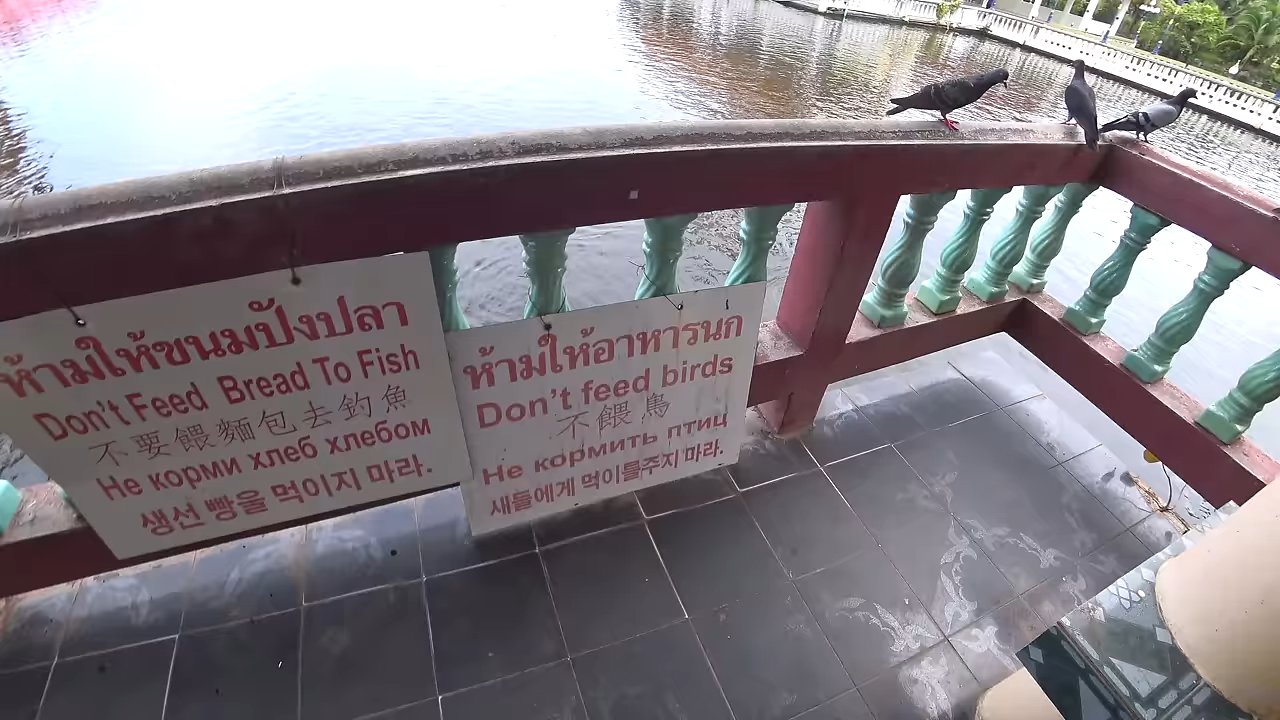 ห้ามให้ขนมปังปลา
Don't Feed Bread To Fish
不要餵麵包去釣魚
Не корми хлеб хлебом
생선 빵을 먹이지 마라.
ห้ามให้อาหารนก
Don't feed birds
不餵鳥
Не кормить птиц
새들에게 먹이를주지 마라.